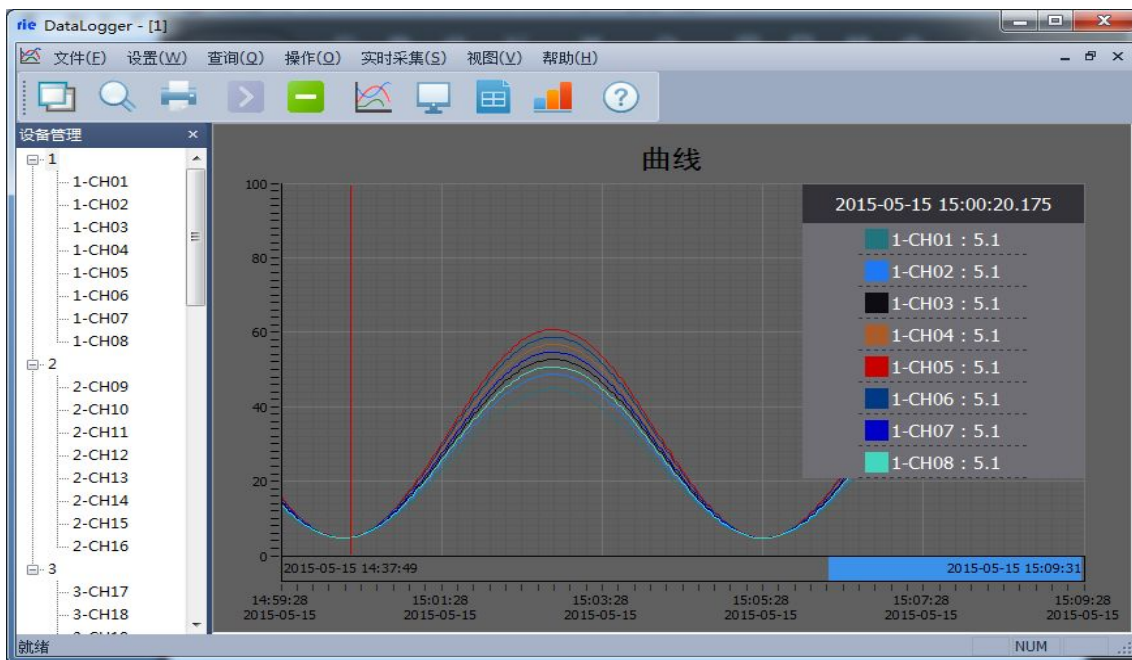 rie DataLogger - [1]
文件(F) 设置(W) 查询(Q) 操作(O) 实时采集(S) 视图(V) 帮助(H)
设备管理
1
1-CH01
1-CH02
1-CH03
1-CH04
1-CH05
1-CH06
1-CH07
1-CH08
2
2-CH09
2-CH10
2-CH11
2-CH12
2-CH13
2-CH14
2-CH15
2-CH16
3
3-CH17
3-CH18
曲线
100
80
60
40
20
0
2015-05-15 15:00:20.175
1-CH01 : 5.1
1-CH02 : 5.1
1-CH03 : 5.1
1-CH04 : 5.1
1-CH05 : 5.1
1-CH06 : 5.1
1-CH07 : 5.1
1-CH08 : 5.1
2015-05-15 14:37:49 2015-05-15 15:09:31
14:59:28 15:01:28 15:03:28 15:05:28 15:07:28 15:09:28
2015-05-15 2015-05-15 2015-05-15 2015-05-15 2015-05-15 2015-05-15
就绪 NUM